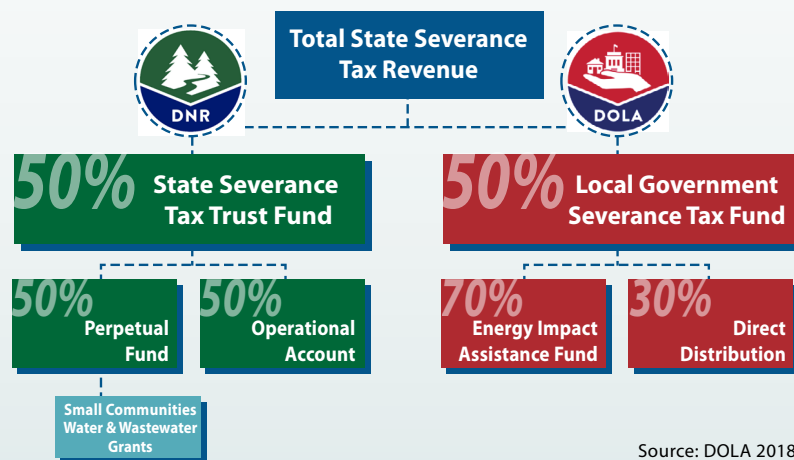 Total State Severance
Tax Revenue
DNR
DOLA
50%
State Severance
Tax Trust Fund
50%
Local Government
Severance Tax Fund
50%
Perpetual
Fund
50%
Operational
Account
70%
Energy Impact
Assistance Fund
30%
Direct
Distribution
Small Communities
Water & Wastewater
Grants
Source: DOLA 2018